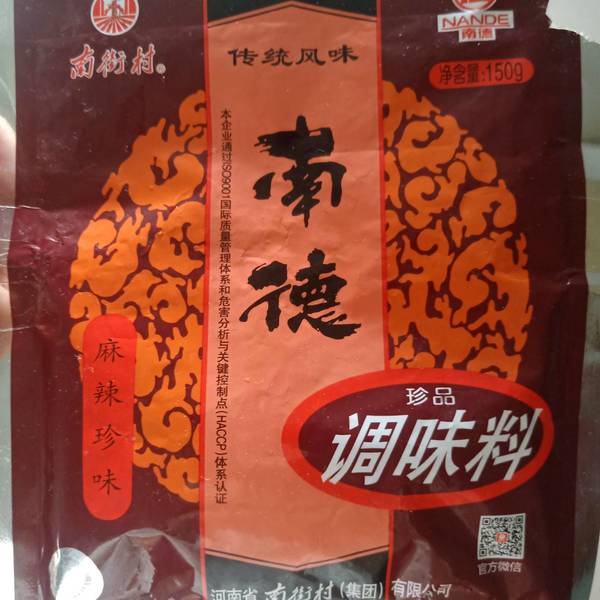 南街村®
传统风味
NANDE
南德
净含量:150g
本企业通过ISO9001国际质量管理体系和危害分析与关键控制点(HACCP)体系认证
南德
麻辣珍味
珍品
调味料
官方微信
河南省南街村(集团)有限公司